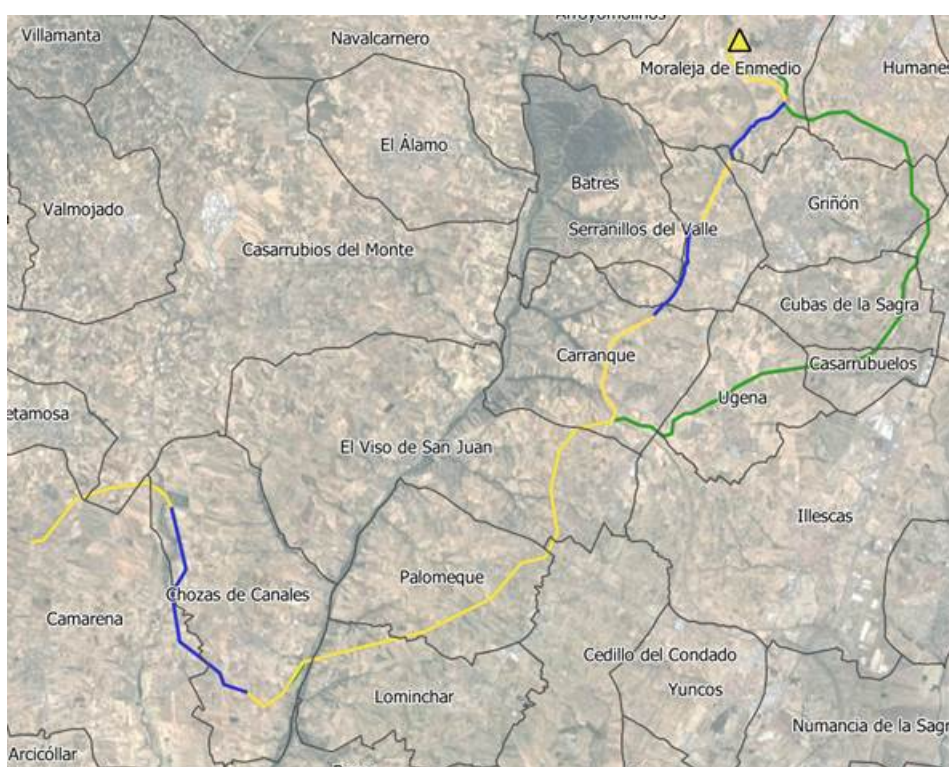 Villamanta
Navalcarnero
Arroyomolinos
Moraleja de Enmedio
Humanes
El Álamo
Batres
Valmojado
Griñón
Serranillos del Valle
Casarrubios del Monte
Cubas de la Sagra
Carranque
Casarrubuelos
Ugena
etamosa
El Viso de San Juan
Illescas
Palomeque
Chozas de Canales
Camarena
Cedillo del Condado
Yuncos
Lominchar
Numancia de la Sagr
Arcicóllar